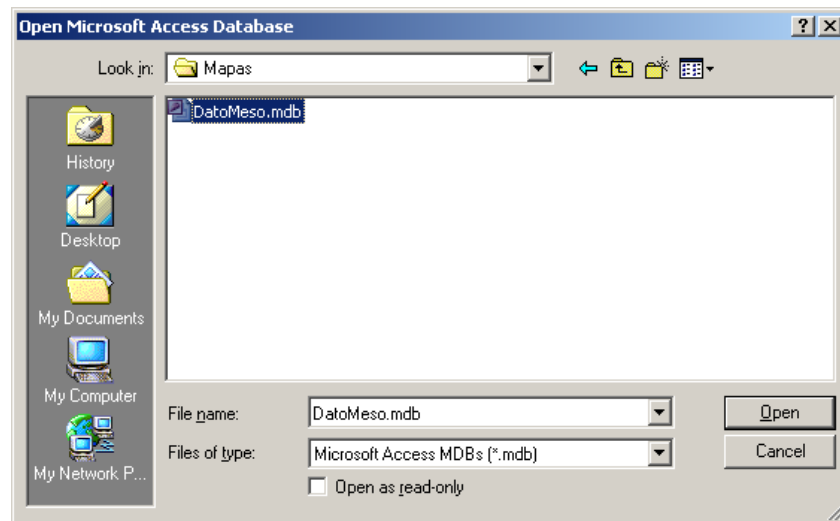 Open Microsoft Access Database
Look in: Mapas
DatoMeso.mdb
History
Desktop
My Documents
My Computer
My Network P...
File name: DatoMeso.mdb Open
Files of type: Microsoft Access MDBs (*.mdb) Cancel
Open as read-only